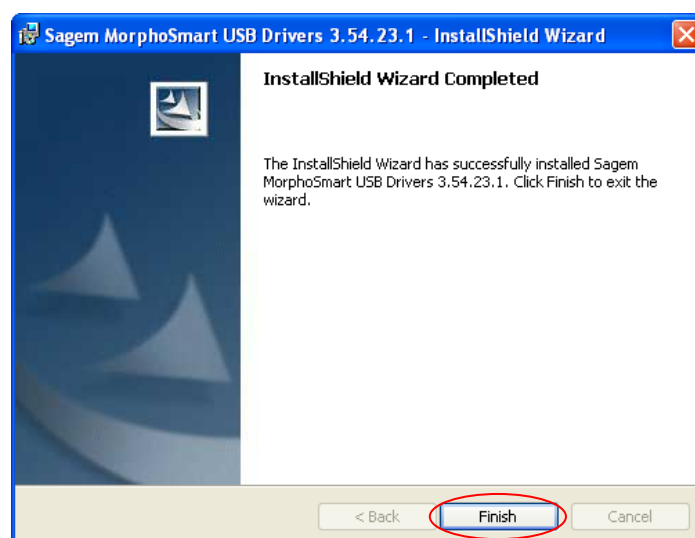 Sagem MorphoSmart USB Drivers 3.54.23.1 - InstallShield Wizard
InstallShield Wizard Completed
The InstallShield Wizard has successfully installed Sagem
MorphoSmart USB Drivers 3.54.23.1. Click Finish to exit the
wizard.
< Back
Finish
Cancel